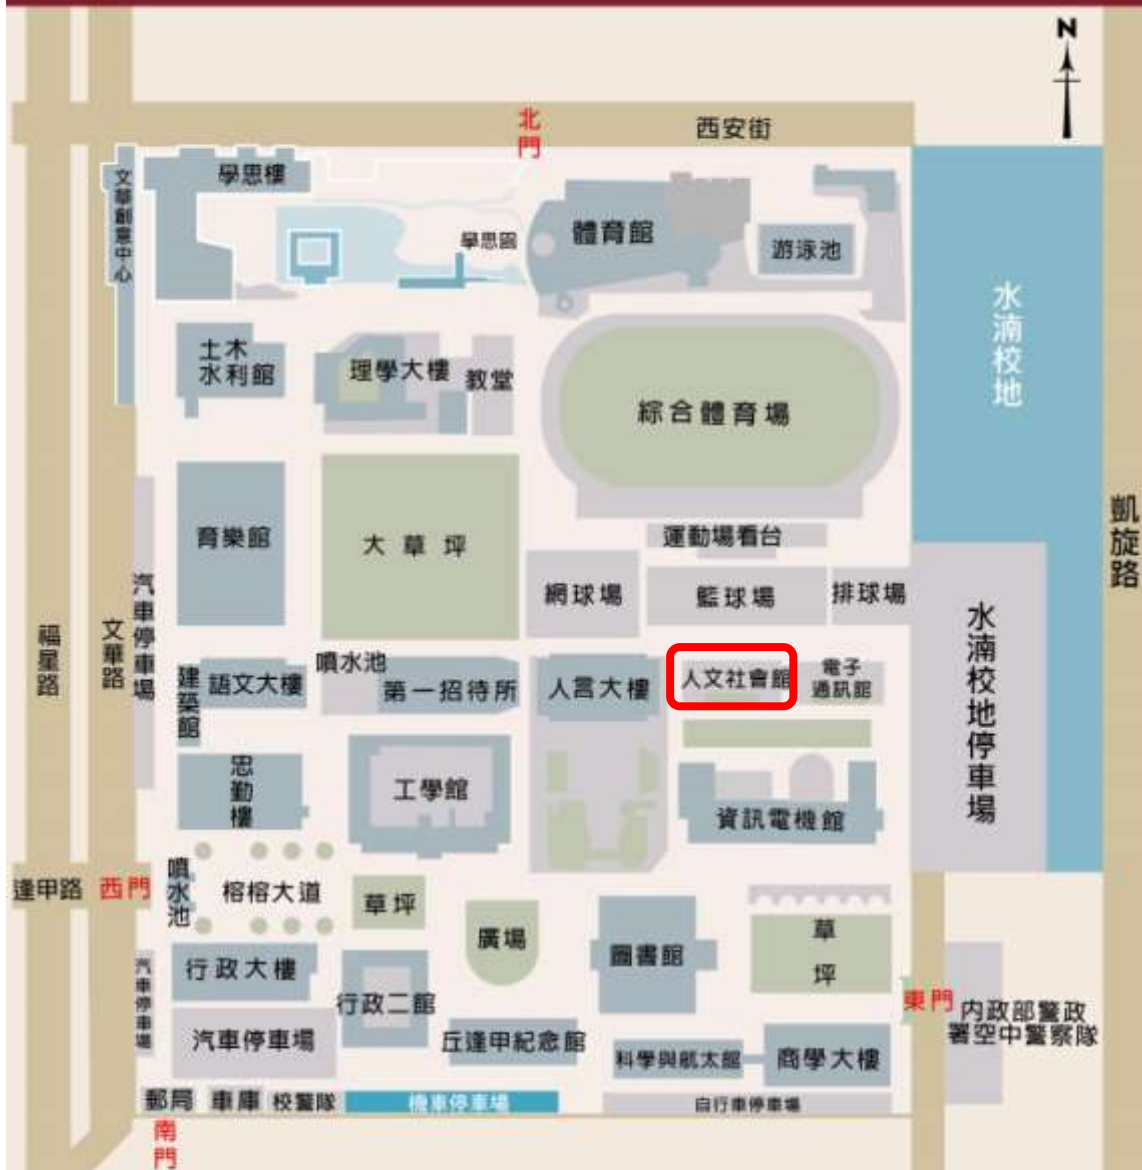 N
北門
西安街
文華創意中心
學思樓
學思園
體育館
游泳池
水湳校地
土木
水利館
理學大樓
教堂
綜合體育場
凱旋路
育樂館
大草坪
運動場看台
汽車停車場
網球場
籃球場
排球場
福星路
文華路
水湳校地停車場
建築館
語文大樓
噴水池
第一招待所
人言大樓
人文社會館
電子
通訊館
忠勤樓
工學館
資訊電機館
逢甲路
西門
噴水池
榕榕大道
草坪
廣場
圖書館
草坪
汽車停車場
行政大樓
行政二館
東門
內政部警政
署空中警察隊
汽車停車場
丘逢甲紀念館
科學與航太館
商學大樓
郵局
車庫
校警隊
機車停車場
自行車停車場
南門